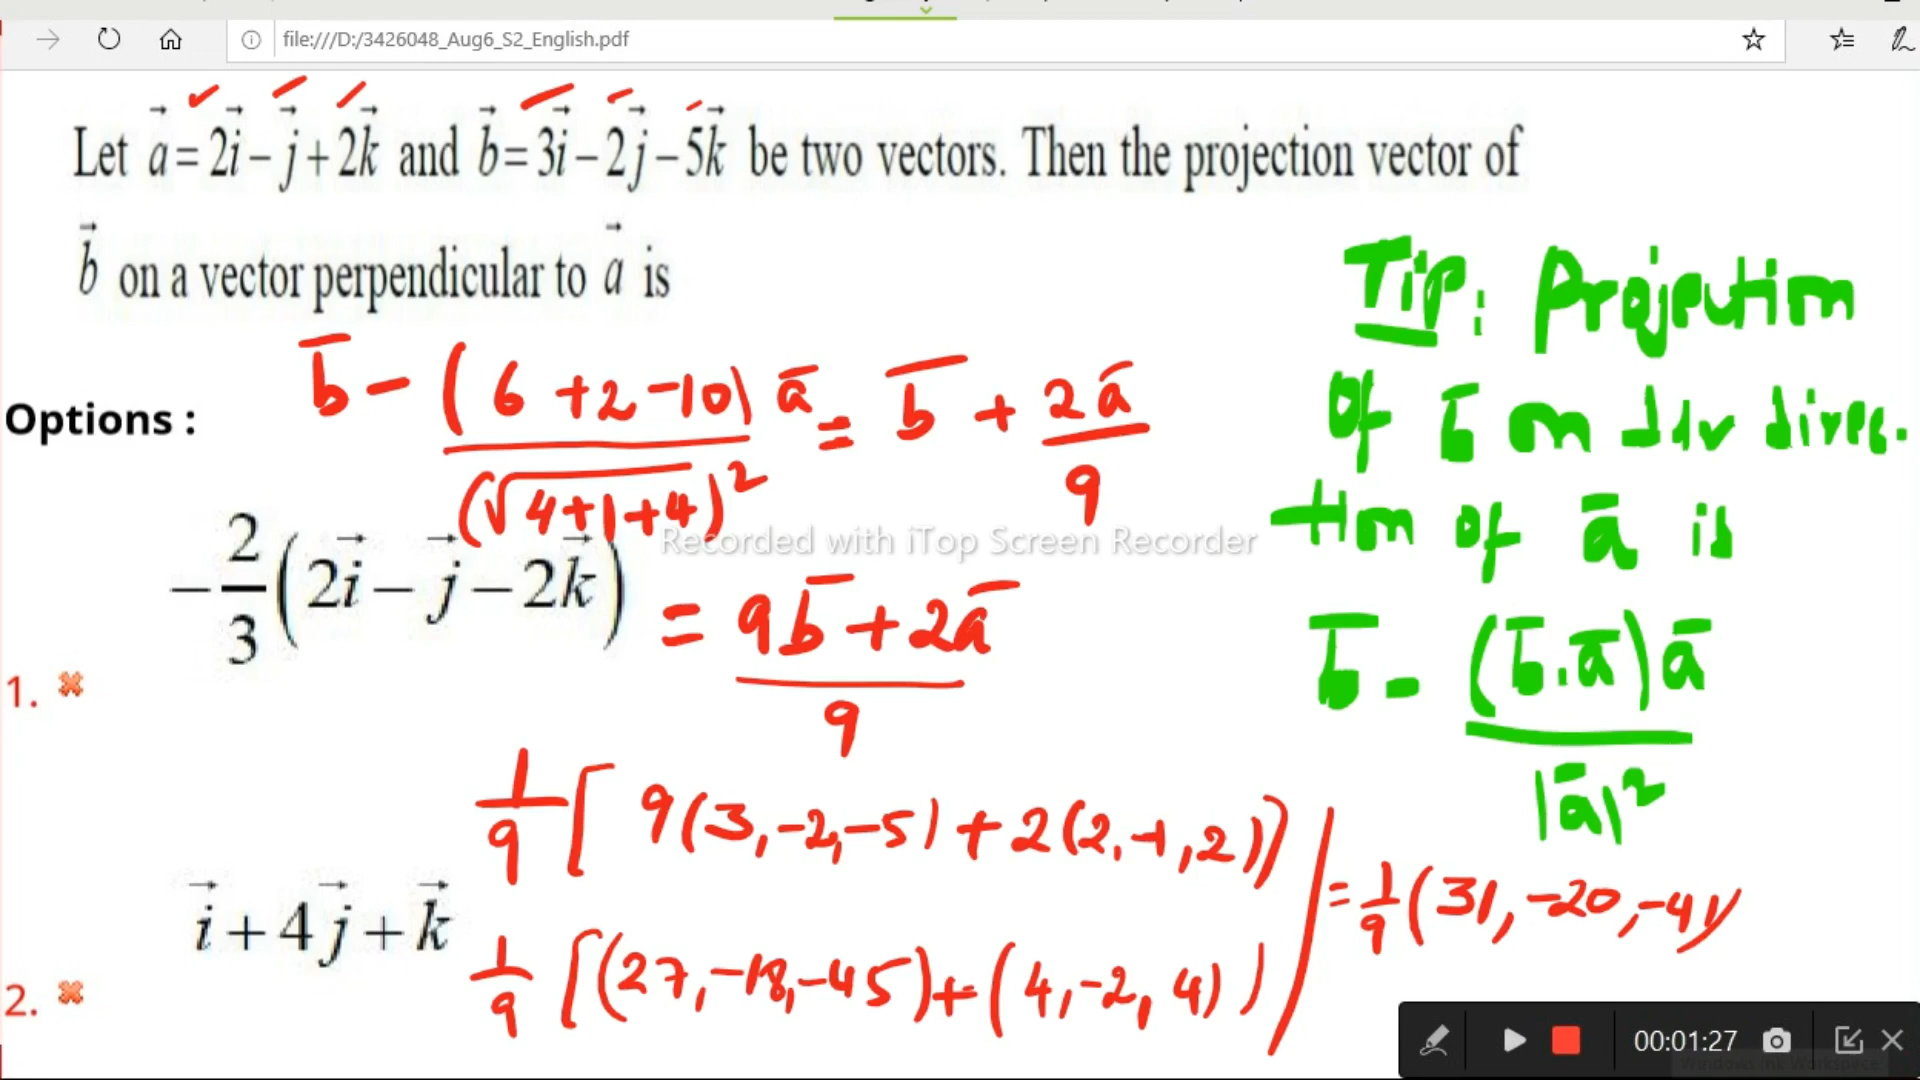 file:///D:/3426048_Aug6_S2_English.pdf
Let a⃗ = 2i⃗ − j⃗ + 2k⃗ and b⃗ = 3i⃗ − 2j⃗ − 5k⃗ be two vectors. Then the projection vector of
b⃗ on a vector perpendicular to a⃗ is
b̄ − (6 + 2 − 10) ā / (√(4+1+4))² = b̄ + 2ā / 9
Options :
−2/3 (2i⃗ − j⃗ − 2k⃗)
= 9b̄ + 2ā / 9
1.
1/9 [ 9(3, −2, −5) + 2(2, −1, 2) ]
i⃗ + 4j⃗ + k⃗
1/9 [ (27, −18, −45) + (4, −2, 4) ]
= 1/9 (31, −20, −41)
2.
Tip: Projection
of b̄ on ⊥ lar direc-
tion of ā is
b̄ − (b̄.ā) ā / |ā|²
Recorded with iTop Screen Recorder
00:01:27